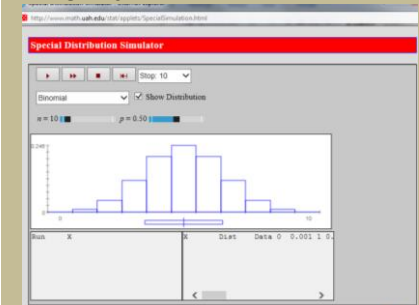 http://www.math.uah.edu/stat/applets/SpecialSimulation.html
Special Distribution Simulator
Stop: 10
Binomial Show Distribution
n = 10 p = 0.50
0.246
0 0 10
Run X X Dist Data 0 0.001 1 0.